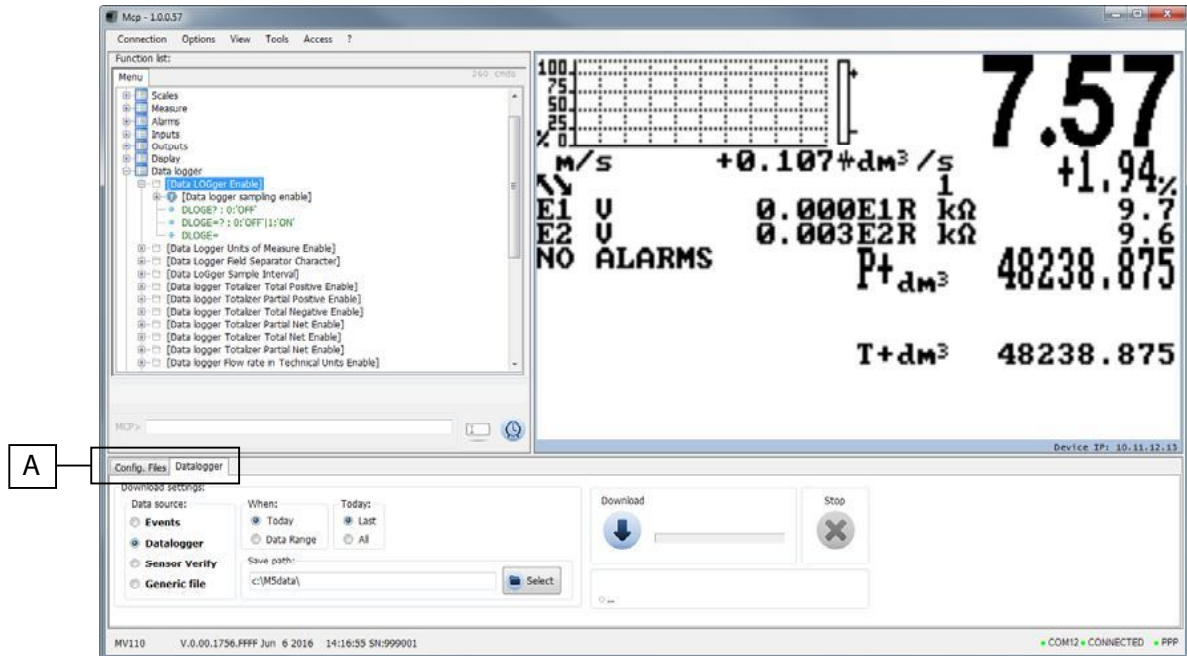 Mcp - 1.0.0.57
Connection Options View Tools Access ?
Function list:
Menu
260 cmds
Scales
Measure
Alarms
Inputs
Outputs
Display
Data logger
[Data LOGger Enable]
[Data logger sampling enable]
DLOGE? : 0:'OFF'
DLOGE=? : 0:'OFF'|1:'ON'
DLOGE=
[Data Logger Units of Measure Enable]
[Data Logger Field Separator Character]
[Data LoGger Sample Interval]
[Data logger Totalizer Total Positive Enable]
[Data logger Totalizer Partial Positive Enable]
[Data logger Totalizer Total Negative Enable]
[Data logger Totalizer Partial Net Enable]
[Data logger Totalizer Total Net Enable]
[Data logger Totalizer Partial Net Enable]
[Data logger Flow rate in Technical Units Enable]
MCP>
100
75
50
25
% 0
+
-
7.57
m/s +0.107 dm³/s
1 +1.94%
E1 V 0.000 E1R kΩ 9.7
E2 V 0.003 E2R kΩ 9.6
NO ALARMS
P+ dm³ 48238.875
T+dm³ 48238.875
Device IP: 10.11.12.13
A
Config. Files Datalogger
Download settings:
Data source:
Events
Datalogger
Sensor Verify
Generic file
When:
Today
Data Range
Today:
Last
All
Save path:
c:\M5data\
Select
Download
Stop
...
MV110 V.0.00.1756.FFFF Jun 6 2016 14:16:55 SN:999001
COM12 CONNECTED PPP